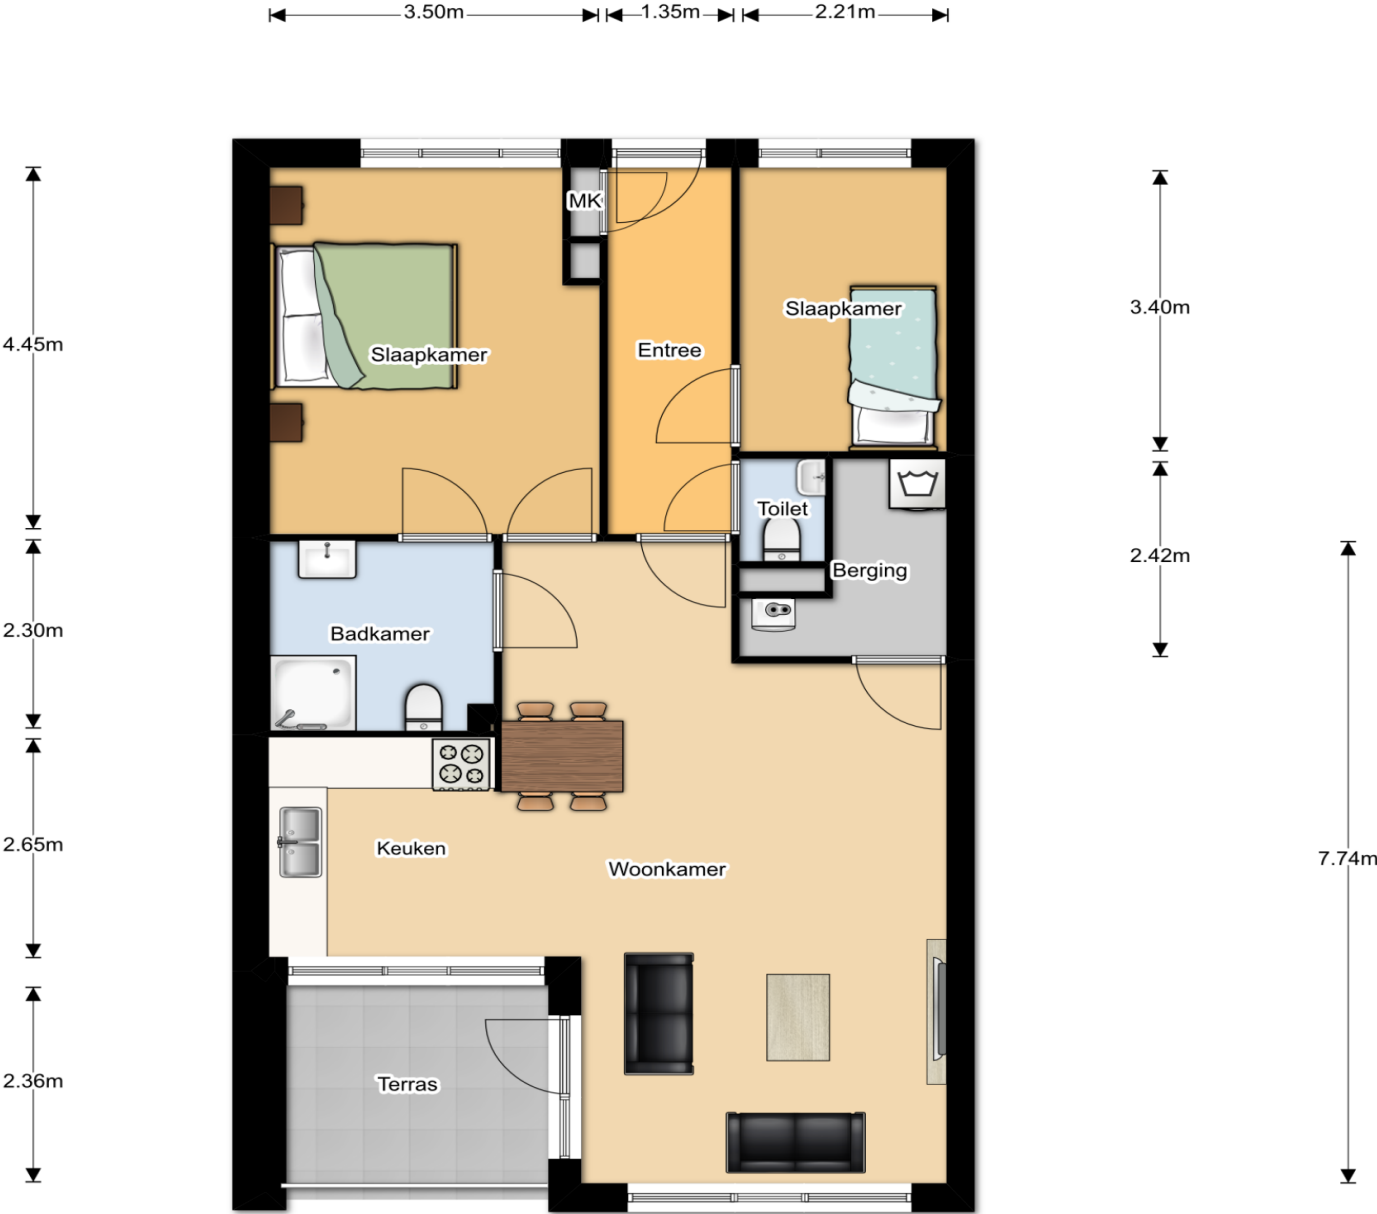 3.50m 1.35m 2.21m
MK
Slaapkamer
3.40m
4.45m
Entree
Slaapkamer
Toilet
2.42m
Berging
2.30m
Badkamer
2.65m
Keuken
7.74m
Woonkamer
2.36m
Terras